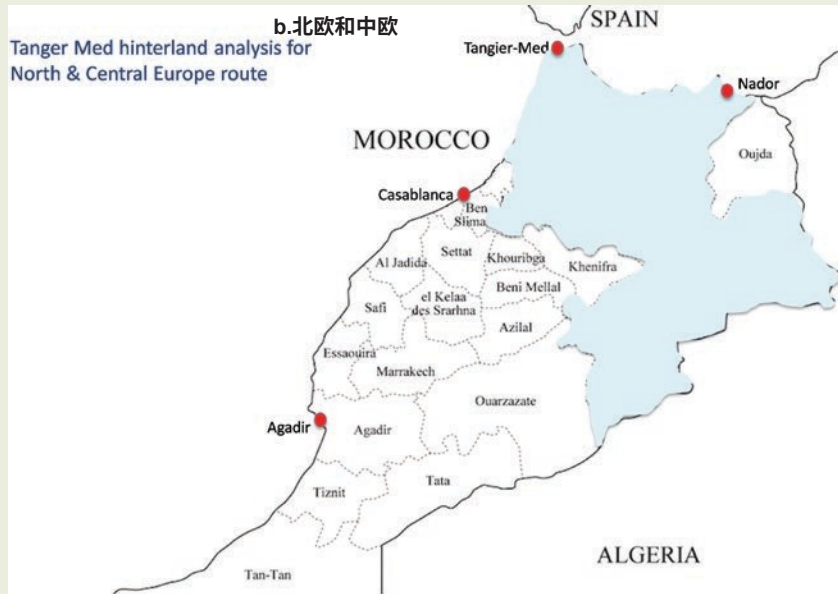 b.北欧和中欧
Tanger Med hinterland analysis for
North & Central Europe route
SPAIN
Tangier-Med
Nador
MOROCCO
Oujda
Casablanca
Ben
Slima
Settat
Al Jadida
Khouribga
Khenifra
Beni Mellal
el Kelaa
des Srarhna
Safi
Azilal
Essaouira
Marrakech
Ouarzazate
Agadir
Agadir
Tata
Tiznit
ALGERIA
Tan-Tan